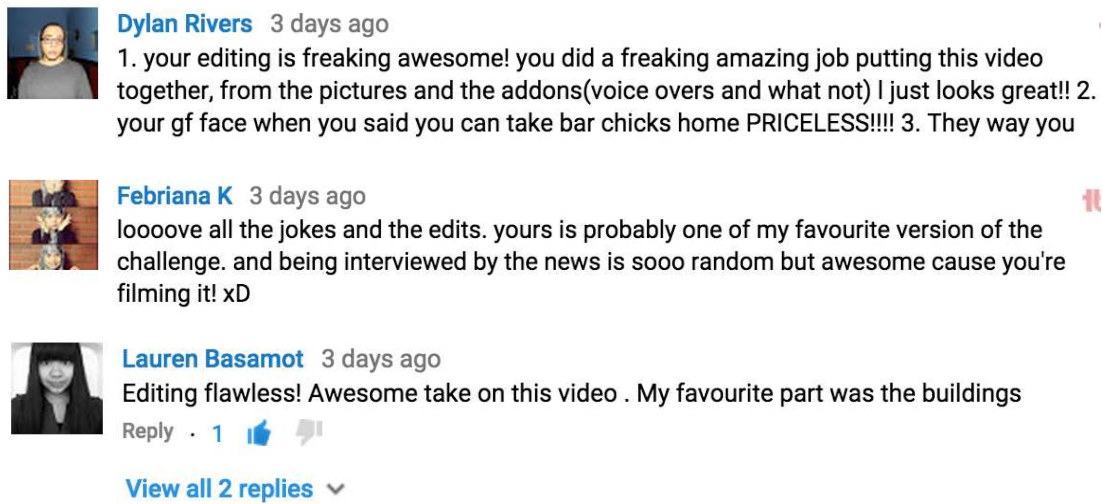 Dylan Rivers 3 days ago
1. your editing is freaking awesome! you did a freaking amazing job putting this video
together, from the pictures and the addons(voice overs and what not) I just looks great!! 2.
your gf face when you said you can take bar chicks home PRICELESS!!!! 3. They way you
Febriana K 3 days ago
loooove all the jokes and the edits. yours is probably one of my favourite version of the
challenge. and being interviewed by the news is sooo random but awesome cause you're
filming it! xD
Lauren Basamot 3 days ago
Editing flawless! Awesome take on this video . My favourite part was the buildings
Reply · 1
View all 2 replies